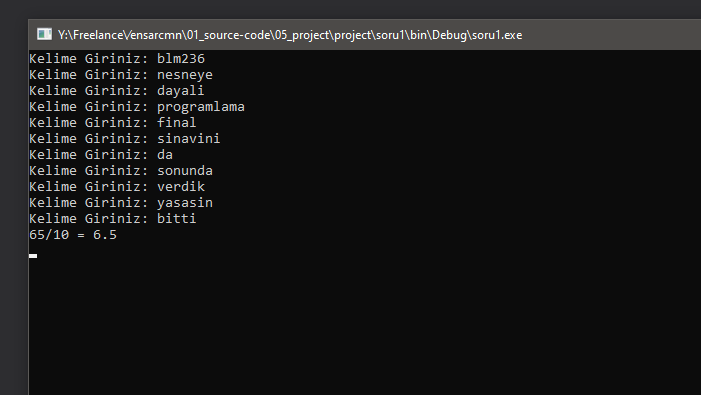 Y:\Freelance\/ensarcmn\01_source-code\05_project\project\soru1\bin\Debug\soru1.exe
Kelime Giriniz: blm236
Kelime Giriniz: nesneye
Kelime Giriniz: dayali
Kelime Giriniz: programlama
Kelime Giriniz: final
Kelime Giriniz: sinavini
Kelime Giriniz: da
Kelime Giriniz: sonunda
Kelime Giriniz: verdik
Kelime Giriniz: yasasin
Kelime Giriniz: bitti
65/10 = 6.5